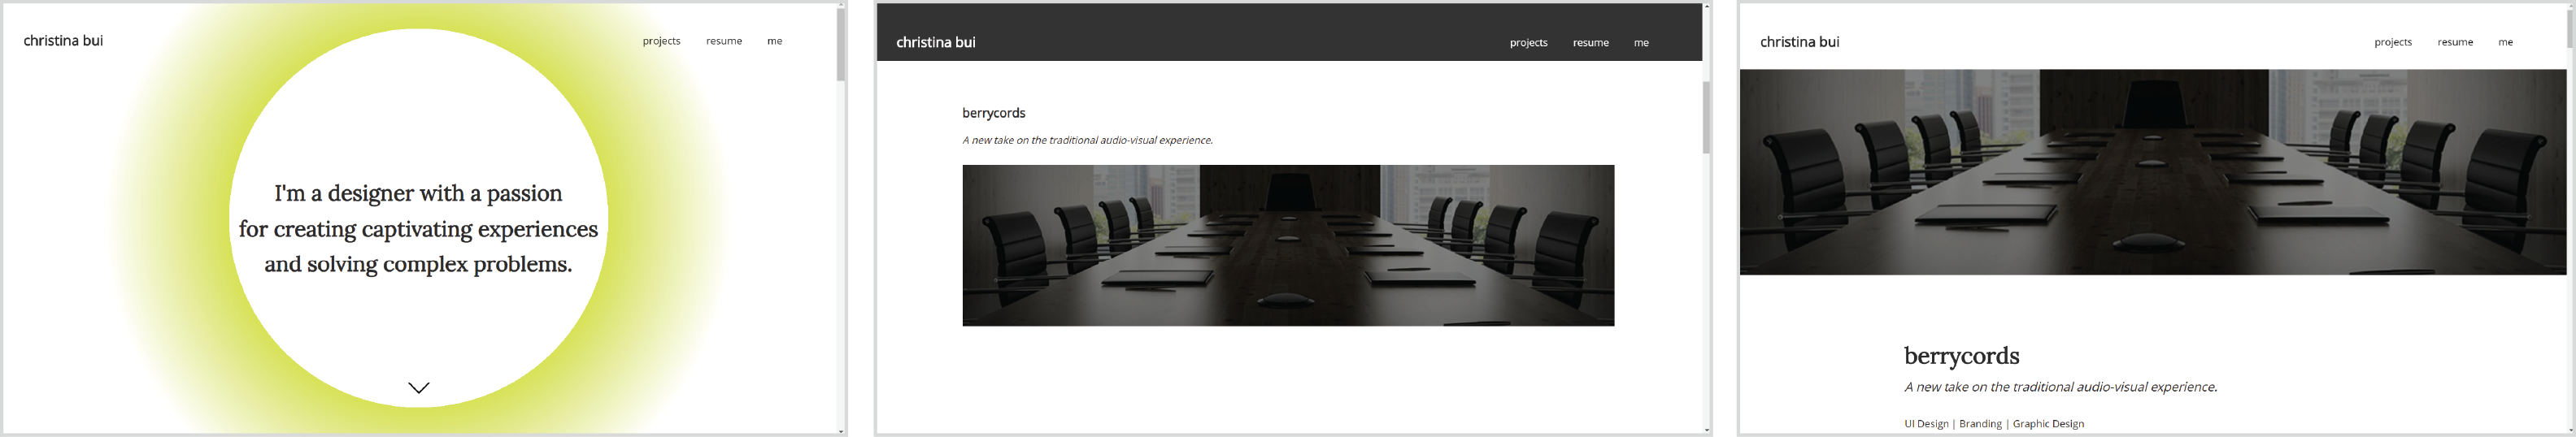 christina bui
projects resume me
I'm a designer with a passion
for creating captivating experiences
and solving complex problems.
christina bui
projects resume me
berrycords
A new take on the traditional audio-visual experience.
christina bui
projects resume me
berrycords
A new take on the traditional audio-visual experience.
UI Design | Branding | Graphic Design